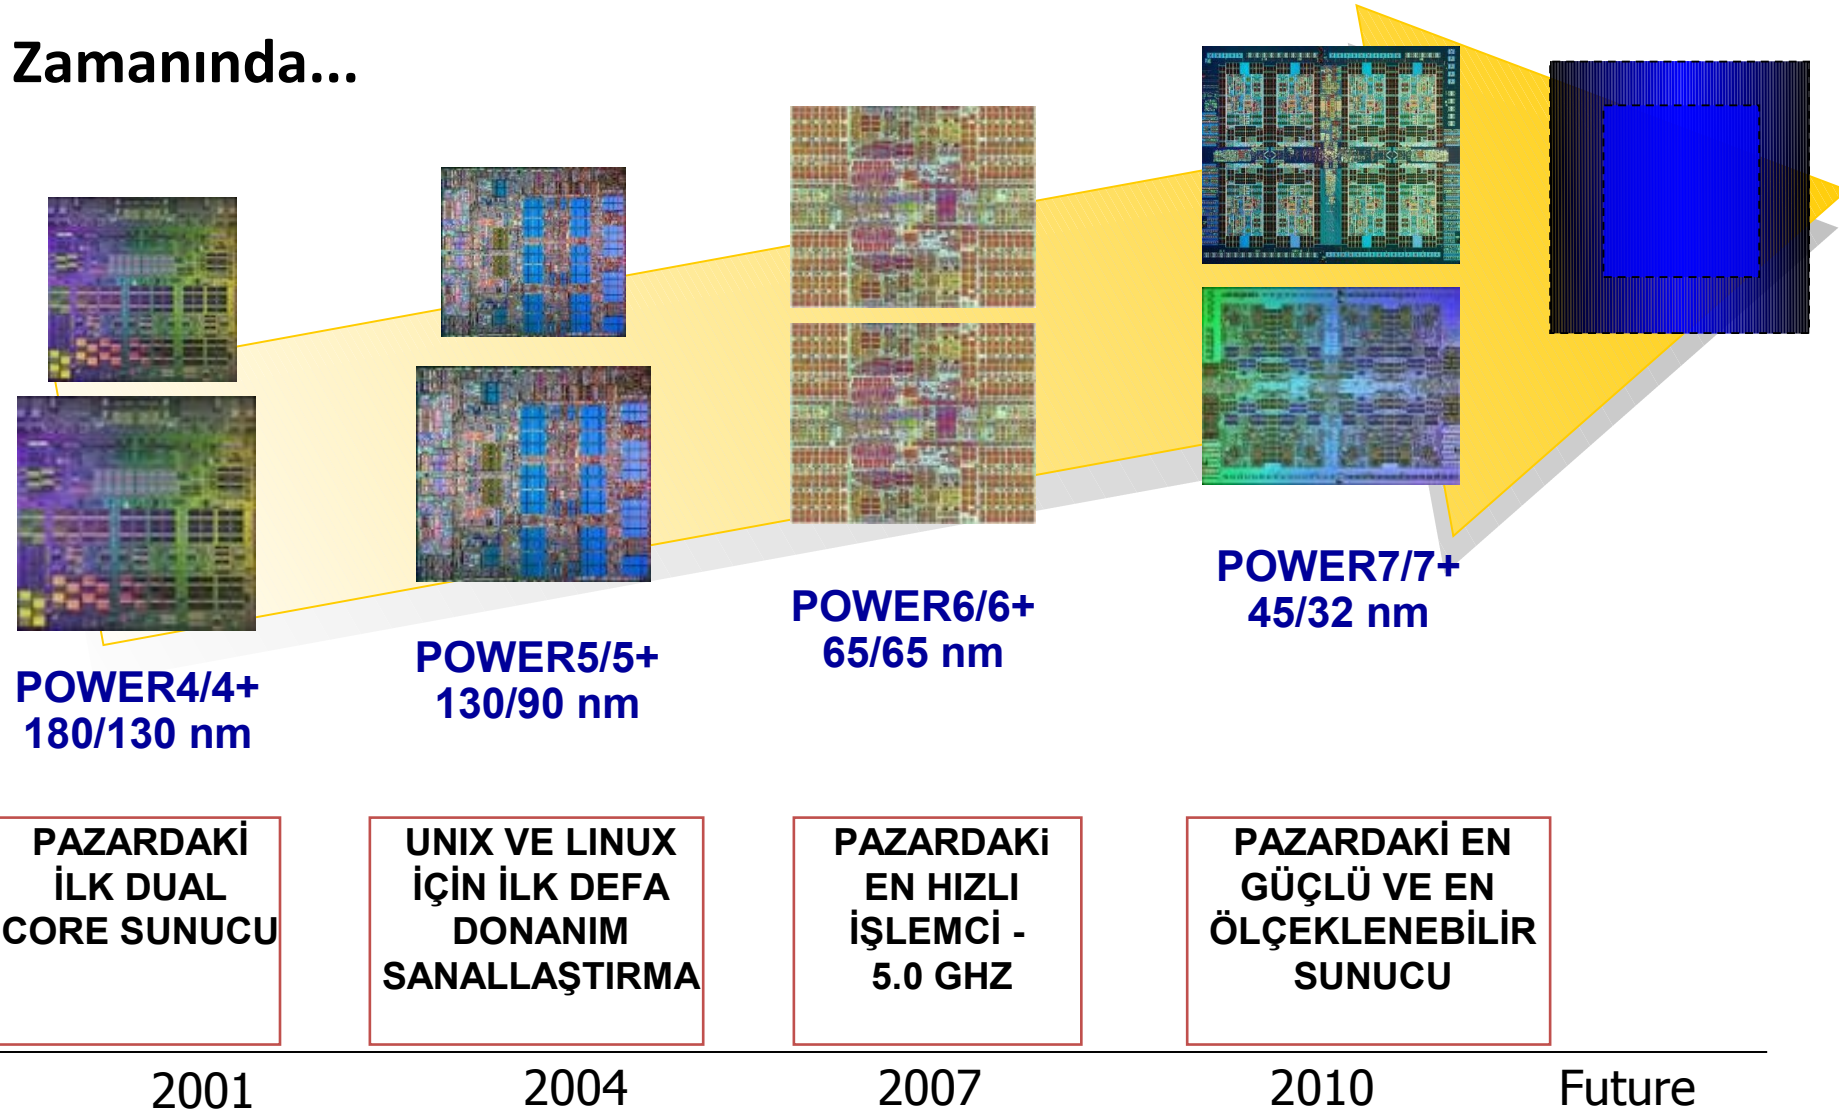 Zamanında...
POWER4/4+
180/130 nm
POWER5/5+
130/90 nm
POWER6/6+
65/65 nm
POWER7/7+
45/32 nm
PAZARDAKİ
İLK DUAL
CORE SUNUCU
UNIX VE LINUX
İÇİN İLK DEFA
DONANIM
SANALLAŞTIRMA
PAZARDAKi
EN HIZLI
İŞLEMCİ -
5.0 GHZ
PAZARDAKİ EN
GÜÇLÜ VE EN
ÖLÇEKLENEBİLİR
SUNUCU
2001
2004
2007
2010
Future